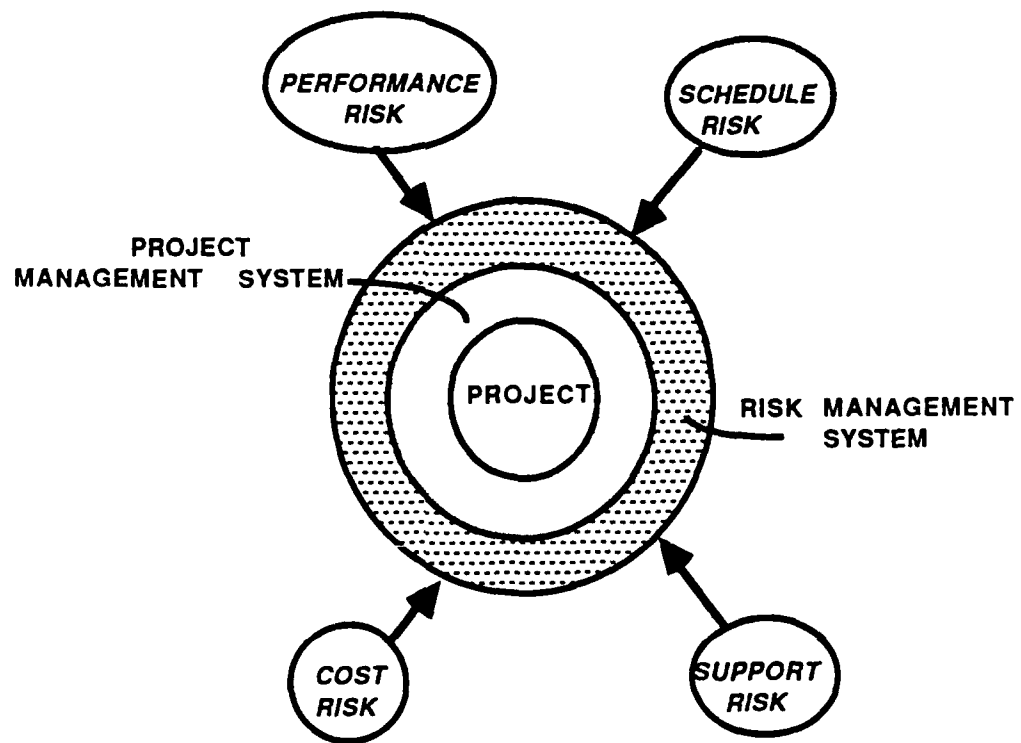 PERFORMANCE
RISK
SCHEDULE
RISK
PROJECT
MANAGEMENT SYSTEM
PROJECT
RISK MANAGEMENT
SYSTEM
COST
RISK
SUPPORT
RISK